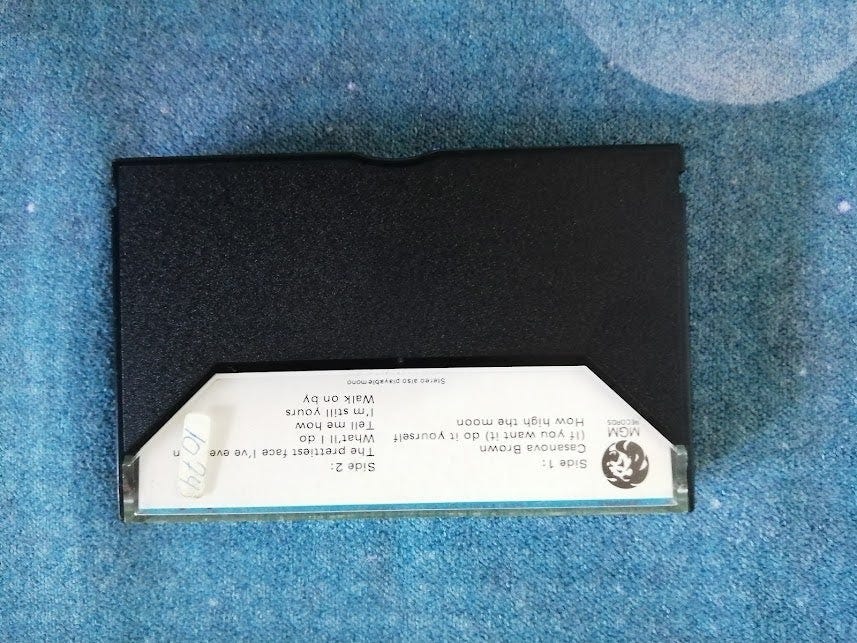 MGM
RECORDS
Side 1:
Casanova Brown
(If you want it) do it yourself
How high the moon
Side 2:
The prettiest face I've
What'll I do
Tell me how
I'm still yours
Walk on by
Stereo also playable mono